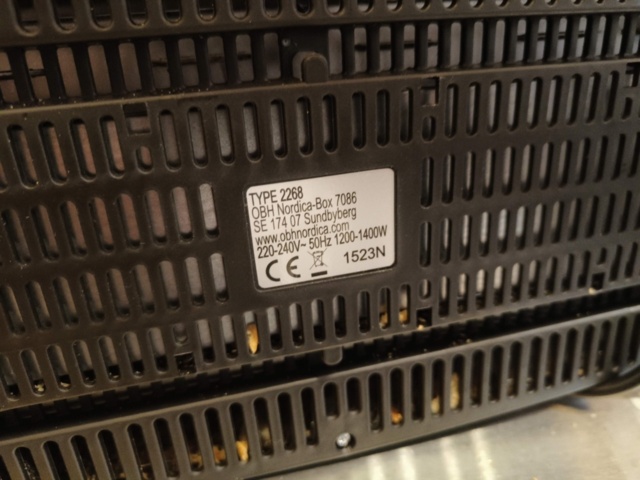 TYPE 2268
OBH Nordica-Box 7086
SE 174 07 Sundbyberg
www.obhnordica.com
220-240V~ 50Hz 1200-1400W
CE 1523N